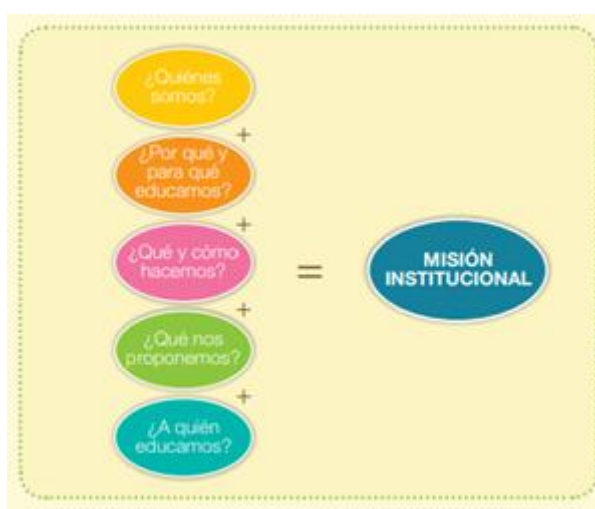 ¿Quiénes
somos?
+
¿Por qué y
para qué
educamos?
+
¿Qué y cómo
hacemos?
+
¿Qué nos
proponemos?
+
¿A quién
educamos?
=
MISIÓN
INSTITUCIONAL